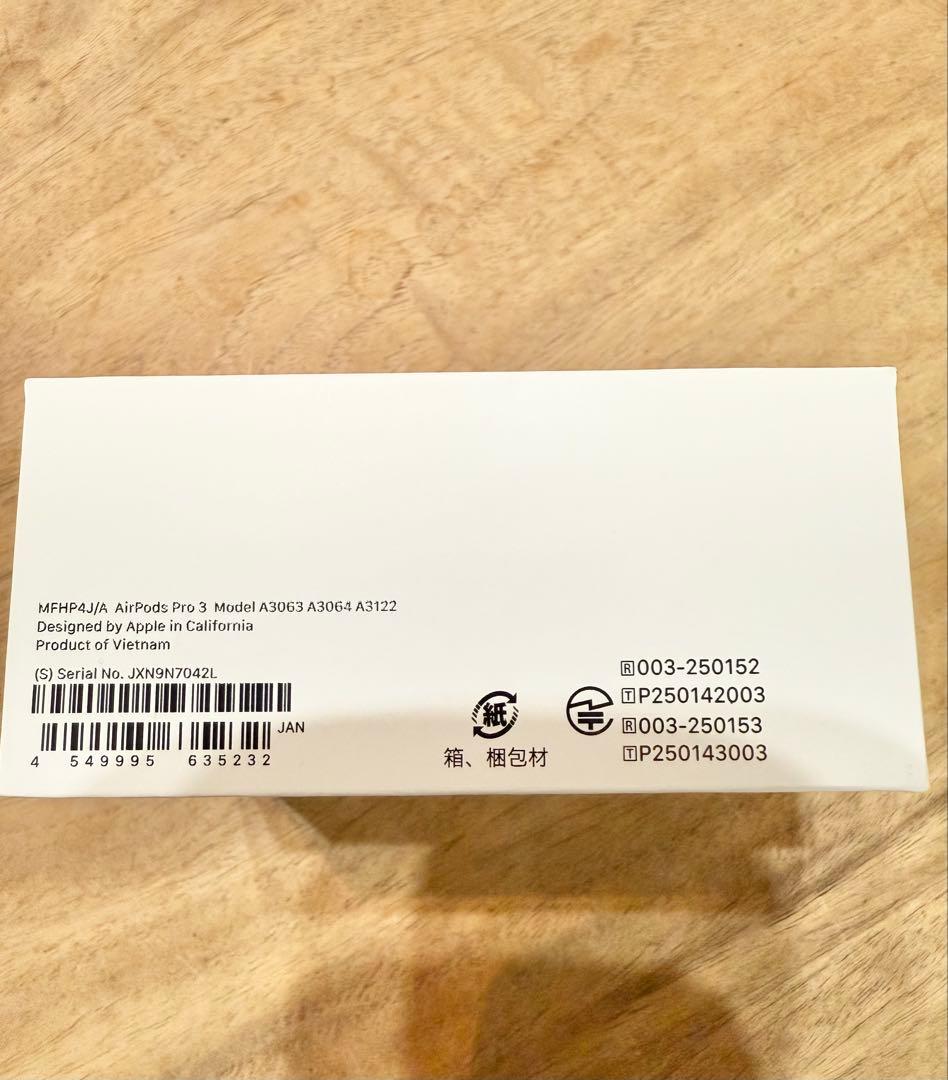 MFHP4J/A AirPods Pro 3 Model A3063 A3064 A3122
Designed by Apple in California
Product of Vietnam
(S) Serial No. JXN9N7042L
JAN
4 549995 635232
紙
箱、梱包材
R003-250152
TP250142003
R003-250153
TP250143003